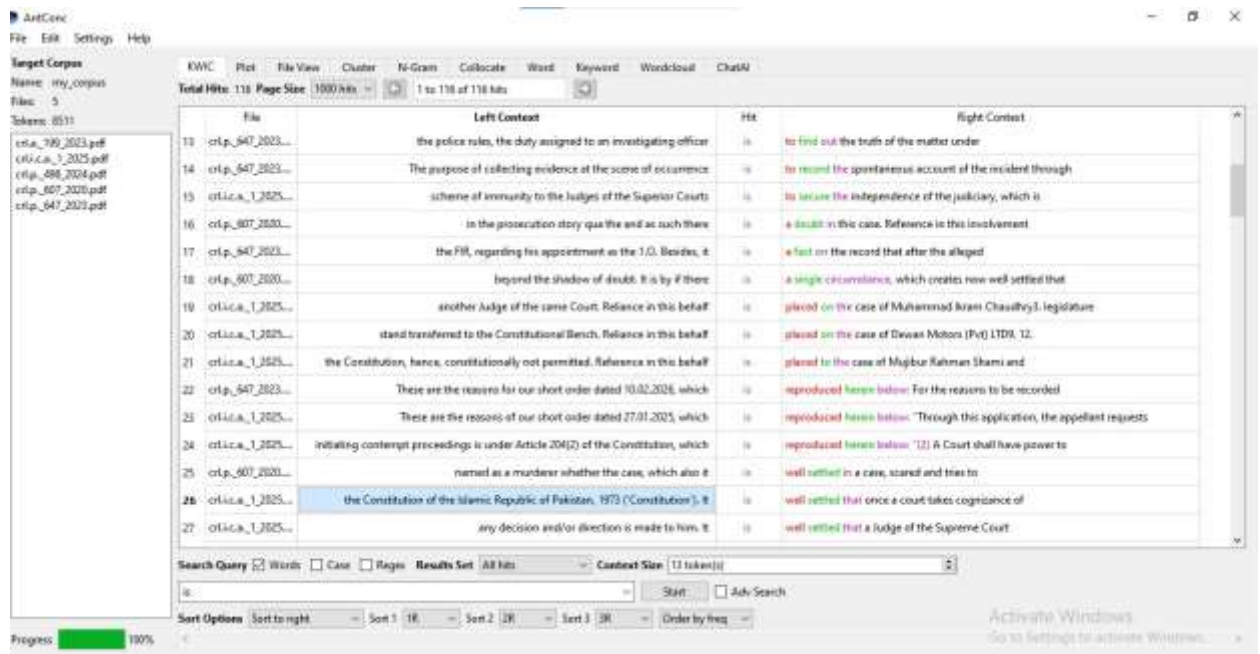 AntConc
File Edit Settings Help
Target Corpus
Name: my_corpus
Files: 5
Tokens: 8511
crl.a._199_2023.pdf
crl.i.c.a._1_2025.pdf
crl.p._498_2024.pdf
crl.p._607_2020.pdf
crl.p._647_2023.pdf
Progress 100%
KWIC Plot File View Cluster N-Gram Collocate Word Keyword Wordcloud ChatAI
Total Hits: 118 Page Size 1000 hits 1 to 118 of 118 hits
File Left Context Hit Right Context
13 crl.p._647_2023.... the police rules, the duty assigned to an investigating officer is to find out the truth of the matter under
14 crl.p._647_2023.... The purpose of collecting evidence at the scene of occurrence is to record the spontaneous account of the incident through
15 crl.i.c.a._1_2025.... scheme of immunity to the Judges of the Superior Courts is to secure the independence of the judiciary, which is
16 crl.p._607_2020.... in the prosecution story qua the and as such there is a doubt in this case. Reference in this involvement
17 crl.p._647_2023.... the FIR, regarding his appointment as the I.O. Besides, it is a fact on the record that after the alleged
18 crl.p._607_2020.... beyond the shadow of doubt. It is by if there is a single circumstance, which creates new well settled that
19 crl.i.c.a._1_2025.... another Judge of the same Court. Reliance in this behalf is placed on the case of Muhammad Ikram Chaudhry3. legislature
20 crl.i.c.a._1_2025.... stand transferred to the Constitutional Bench. Reliance in this behalf is placed on the case of Dewan Motors (Pvt) LTD9. 12.
21 crl.i.c.a._1_2025.... the Constitution, hence, constitutionally not permitted. Reference in this behalf is placed to the case of Mujibur Rahman Shami and
22 crl.p._647_2023.... These are the reasons for our short order dated 10.02.2026, which is reproduced herein below: For the reasons to be recorded
23 crl.i.c.a._1_2025.... These are the reasons of our short order dated 27.01.2025, which is reproduced herein below: "Through this application, the appellant requests
24 crl.i.c.a._1_2025.... initiating contempt proceedings is under Article 204(2) of the Constitution, which is reproduced herein below: "(2) A Court shall have power to
25 crl.p._607_2020.... named as a murderer whether the case, which also it is well settled in a case, scared and tries to
26 crl.i.c.a._1_2025.... the Constitution of the Islamic Republic of Pakistan, 1973 ('Constitution'). It is well settled that once a court takes cognizance of
27 crl.i.c.a._1_2025.... any decision and/or direction is made to him. It is well settled that a Judge of the Supreme Court
Search Query Words Case Regex Results Set All hits Context Size 13 token(s)
is Start Adv Search
Sort Options Sort to right Sort 1 1R Sort 2 2R Sort 3 3R Order by freq
Activate Windows
Go to Settings to activate Windows.